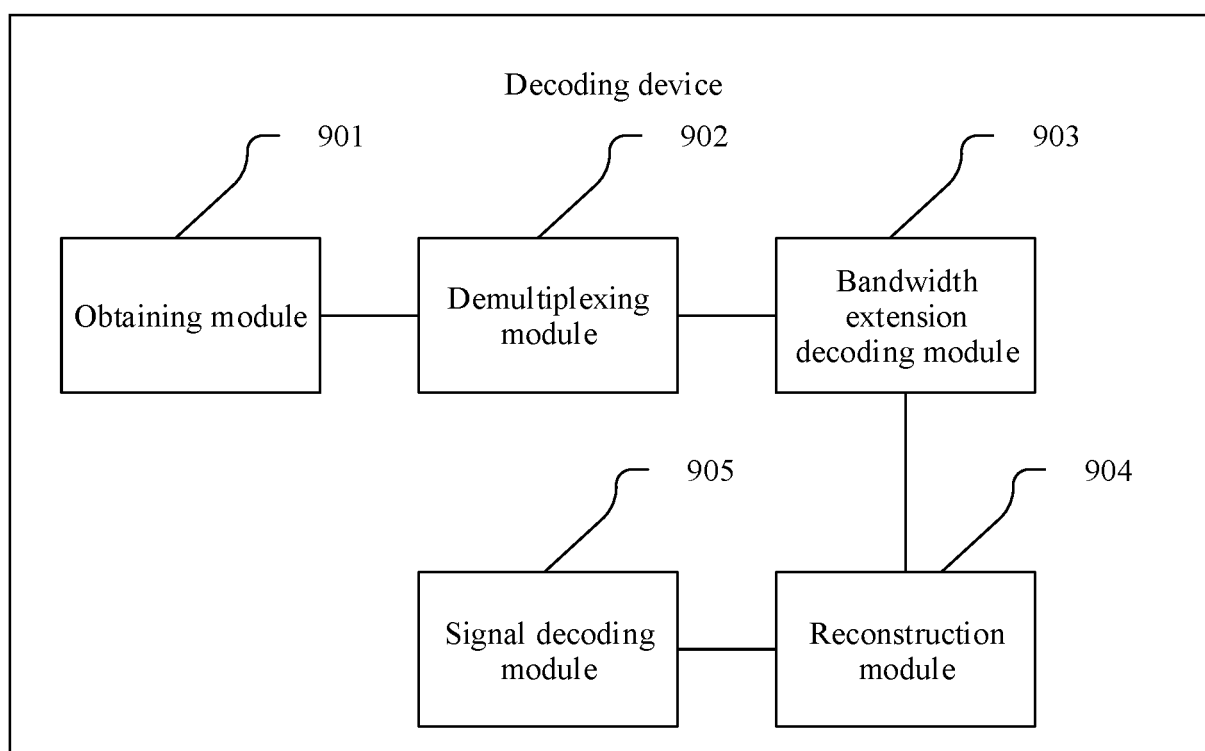 Decoding device
901
902
903
Obtaining module
Demultiplexing
module
Bandwidth
extension
decoding module
905
904
Signal decoding
module
Reconstruction
module